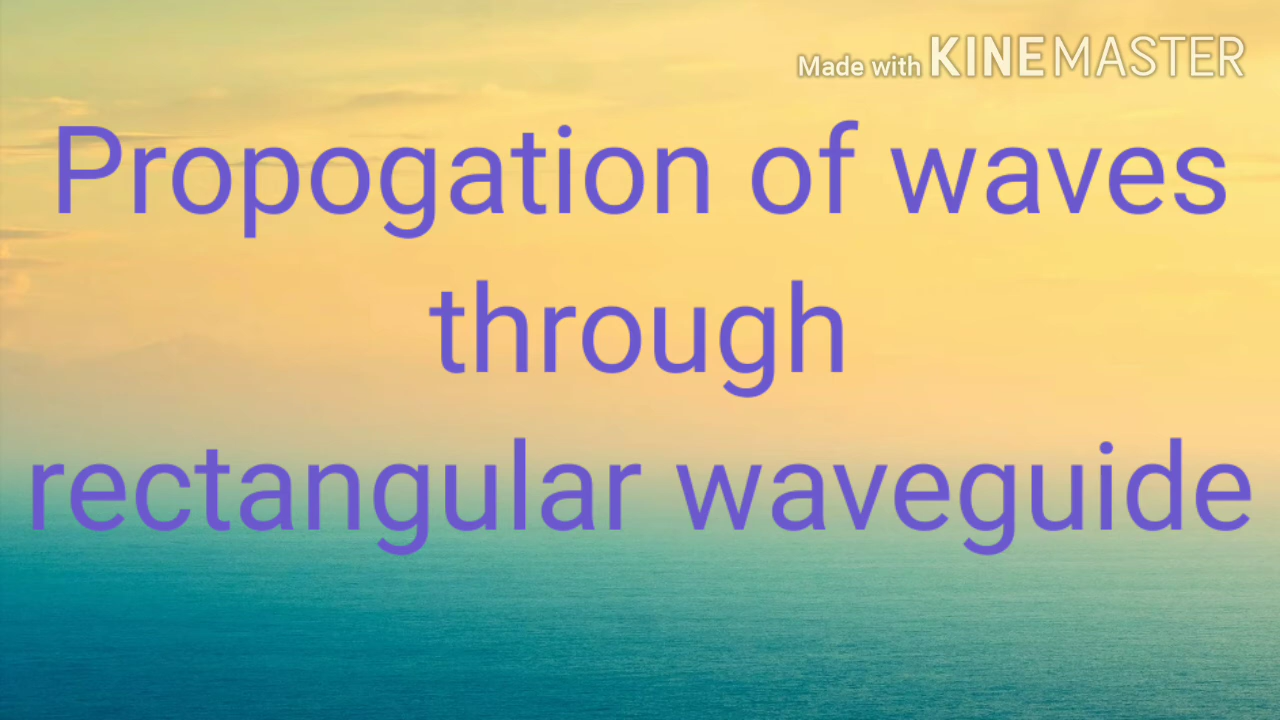 Made with KINEMASTER
Propogation of waves
through
rectangular waveguide